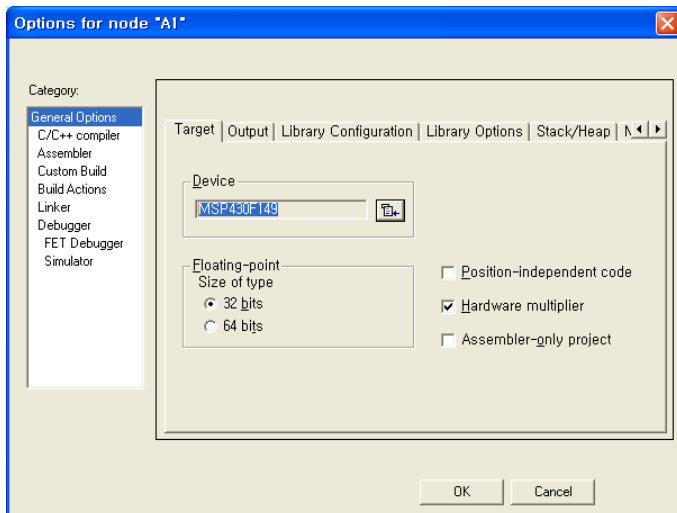 Options for node "A1"
Category:
General Options
C/C++ compiler
Assembler
Custom Build
Build Actions
Linker
Debugger
FET Debugger
Simulator
Target Output Library Configuration Library Options Stack/Heap
Device
MSP430F149
Floating-point
Size of type
32 bits
64 bits
Position-independent code
Hardware multiplier
Assembler-only project
OK Cancel